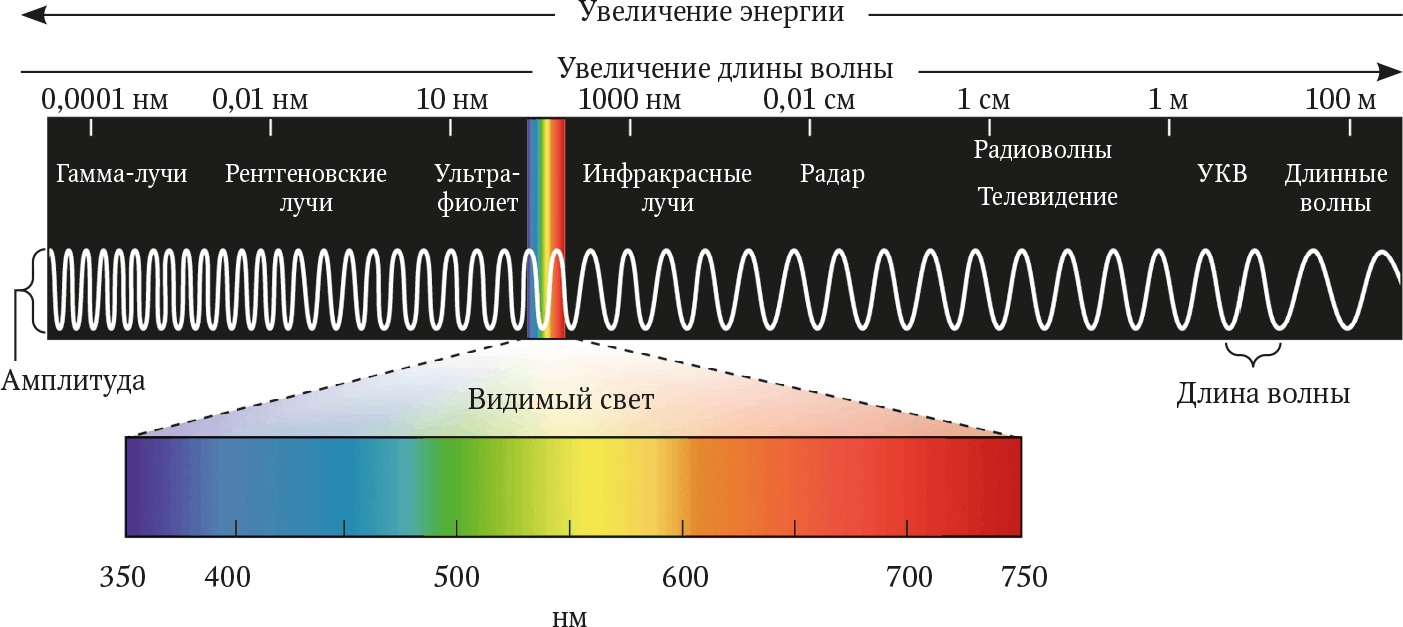 Увеличение энергии
Увеличение длины волны
0,0001 нм 0,01 нм 10 нм 1000 нм 0,01 см 1 см 1 м 100 м
Гамма-лучи
Рентгеновские
лучи
Ультра-
фиолет
Инфракрасные
лучи
Радар
Радиоволны
Телевидение
УКВ
Длинные
волны
Амплитуда
Видимый свет
Длина волны
350 400 500 600 700 750
нм